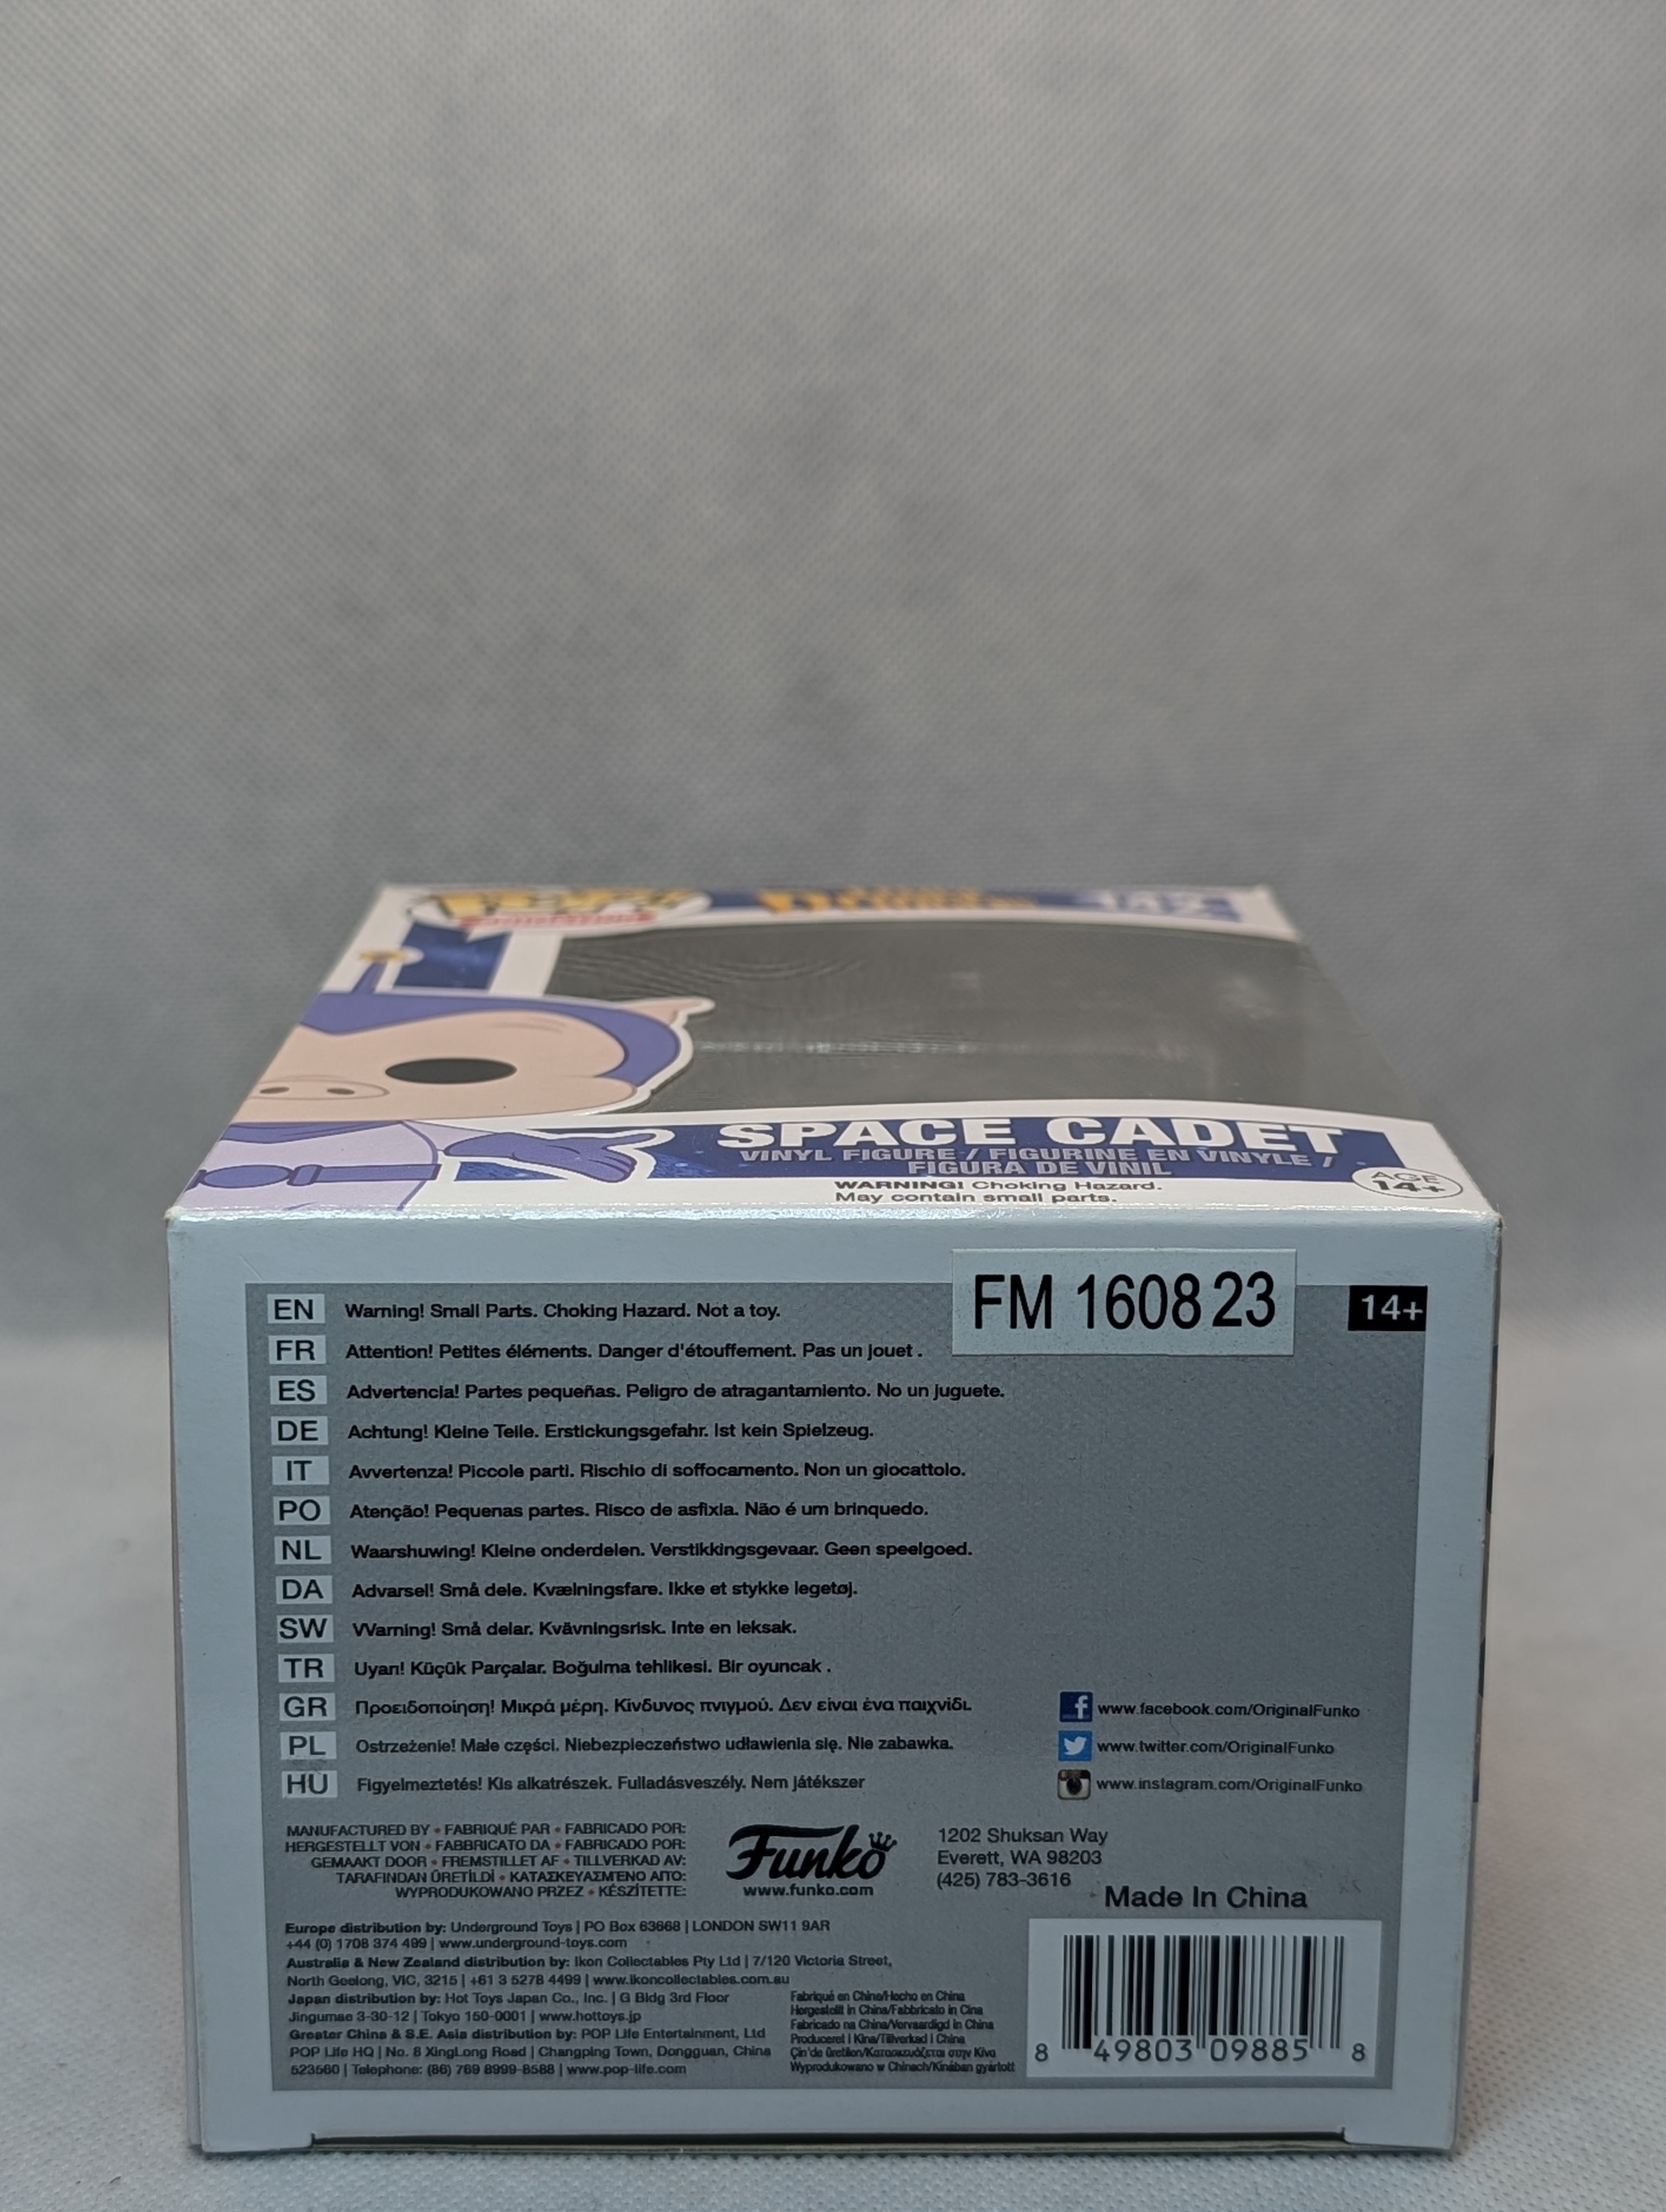 142
SPACE CADET
VINYL FIGURE / FIGURINE EN VINYLE /
FIGURA DE VINIL
WARNING! Choking Hazard.
May contain small parts.
AGE
14+
FM 160823
14+
EN Warning! Small Parts. Choking Hazard. Not a toy.
FR Attention! Petites éléments. Danger d'étouffement. Pas un jouet .
ES Advertencia! Partes pequeñas. Peligro de atragantamiento. No un juguete.
DE Achtung! Kleine Teile. Erstickungsgefahr. Ist kein Spielzeug.
IT Avvertenza! Piccole parti. Rischio di soffocamento. Non un giocattolo.
PO Atenção! Pequenas partes. Risco de asfixia. Não é um brinquedo.
NL Waarshuwing! Kleine onderdelen. Verstikkingsgevaar. Geen speelgoed.
DA Advarsel! Små dele. Kvælningsfare. Ikke et stykke legetøj.
SW Warning! Små delar. Kvävningsrisk. Inte en leksak.
TR Uyan! Küçük Parçalar. Boğulma tehlikesi. Bir oyuncak .
GR Προειδοποίηση! Μικρά μέρη. Κίνδυνος πνιγμού. Δεν είναι ένα παιχνίδι.
PL Ostrzeżenie! Małe części. Niebezpieczeństwo udławienia się. Nie zabawka.
HU Figyelmeztetés! Kis alkatrészek. Fulladásveszély. Nem játékszer
www.facebook.com/OriginalFunko
www.twitter.com/OriginalFunko
www.instagram.com/OriginalFunko
MANUFACTURED BY • FABRIQUÉ PAR • FABRICADO POR:
HERGESTELLT VON • FABBRICATO DA • FABRICADO POR:
GEMAAKT DOOR • FREMSTILLET AF • TILLVERKAD AV:
TARAFINDAN ÜRETİLDİ • ΚΑΤΑΣΚΕΥΑΣΜΈΝΟ ΑΠΌ:
WYPRODUKOWANO PRZEZ • KÉSZÍTETTE:
Funko
www.funko.com
1202 Shuksan Way
Everett, WA 98203
(425) 783-3616
Made In China
Europe distribution by: Underground Toys | PO Box 63668 | LONDON SW11 9AR
+44 (0) 1708 374 499 | www.underground-toys.com
Australia & New Zealand distribution by: Ikon Collectables Pty Ltd | 7/120 Victoria Street,
North Geelong, VIC, 3215 | +61 3 5278 4499 | www.ikoncollectables.com.au
Japan distribution by: Hot Toys Japan Co., Inc. | G Bldg 3rd Floor
Jingumae 3-30-12 | Tokyo 150-0001 | www.hottoys.jp
Greater China & S.E. Asia distribution by: POP Life Entertainment, Ltd
POP Life HQ | No. 8 XingLong Road | Changping Town, Dongguan, China
523560 | Telephone: (86) 769 8999-8588 | www.pop-life.com
Fabriqué en Chine/Hecho en China
Hergestellt in China/Fabbricato in Cina
Fabricado na China/Vervaardigd in China
Produceret i Kina/Tillverkad i China
Çin'de üretilen/Κατασκευάζεται στην Κίνα
Wyprodukowano w Chinach/Kínában gyártott
8 49803 09885 8